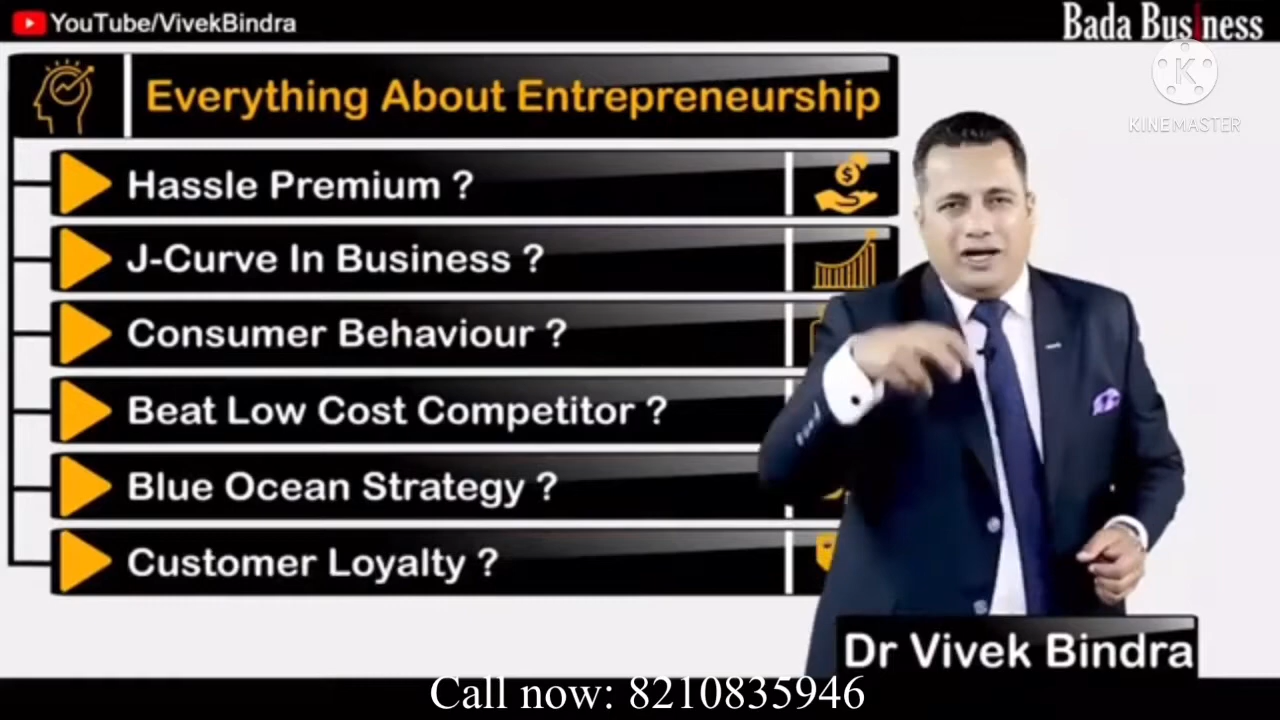 YouTube/VivekBindra
Bada Business
K
KINEMASTER
Everything About Entrepreneurship
Hassle Premium ?
J-Curve In Business ?
Consumer Behaviour ?
Beat Low Cost Competitor ?
Blue Ocean Strategy ?
Customer Loyalty ?
Dr Vivek Bindra
Call now: 8210835946